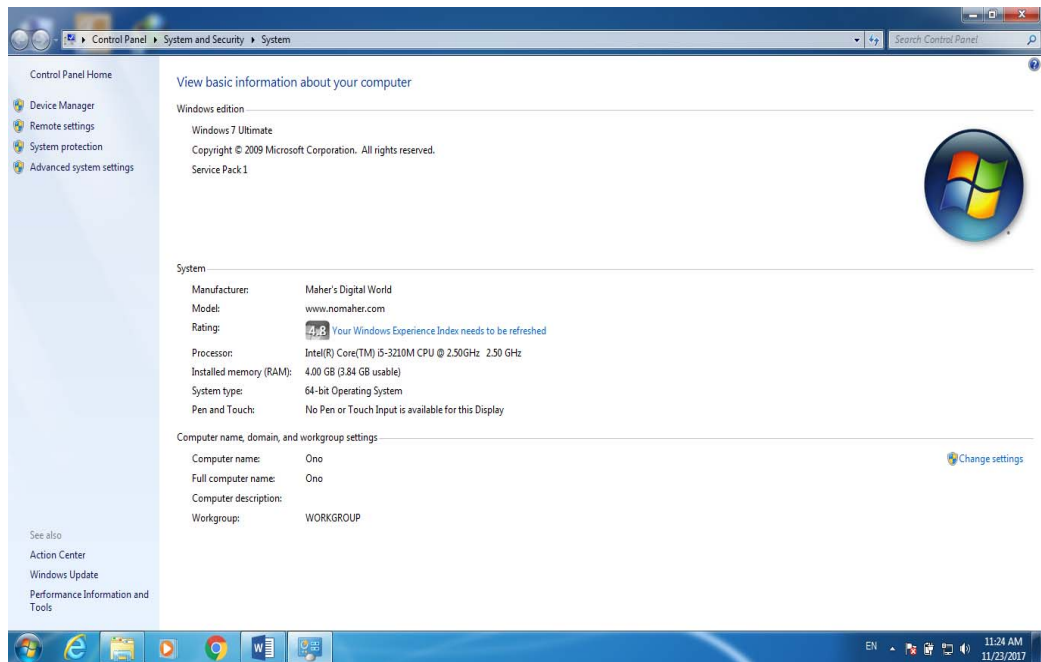 Control Panel ▸ System and Security ▸ System
Search Control Panel
Control Panel Home
Device Manager
Remote settings
System protection
Advanced system settings
View basic information about your computer
Windows edition
Windows 7 Ultimate
Copyright © 2009 Microsoft Corporation. All rights reserved.
Service Pack 1
System
Manufacturer: Maher's Digital World
Model: www.nomaher.com
Rating: 4.8 Your Windows Experience Index needs to be refreshed
Processor: Intel(R) Core(TM) i5-3210M CPU @ 2.50GHz 2.50 GHz
Installed memory (RAM): 4.00 GB (3.84 GB usable)
System type: 64-bit Operating System
Pen and Touch: No Pen or Touch Input is available for this Display
Computer name, domain, and workgroup settings
Computer name: Ono
Change settings
Full computer name: Ono
Computer description:
Workgroup: WORKGROUP
See also
Action Center
Windows Update
Performance Information and
Tools
EN
11:24 AM
11/23/2017